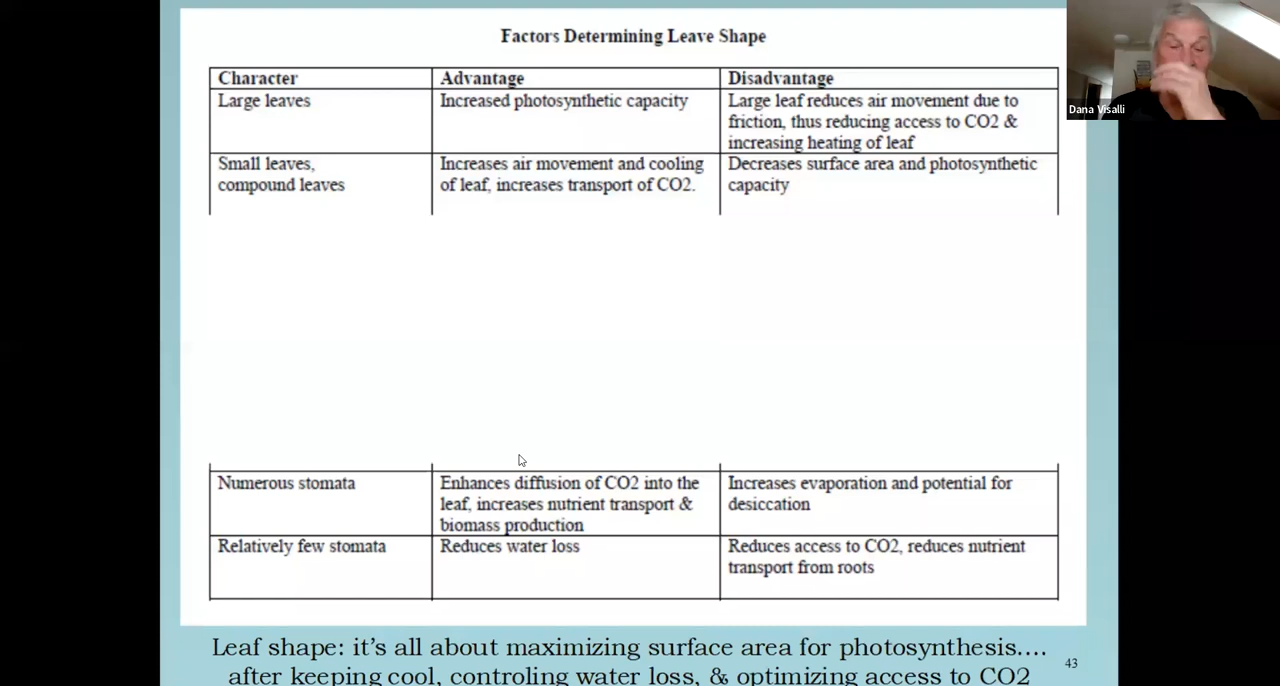 Factors Determining Leave Shape
Dana Visalli
Character Advantage Disadvantage
Large leaves
Increased photosynthetic capacity
Large leaf reduces air movement due to
friction, thus reducing access to CO2 &
increasing heating of leaf
Small leaves,
compound leaves
Increases air movement and cooling
of leaf, increases transport of CO2.
Decreases surface area and photosynthetic
capacity
Numerous stomata
Enhances diffusion of CO2 into the
leaf, increases nutrient transport &
biomass production
Increases evaporation and potential for
desiccation
Relatively few stomata
Reduces water loss
Reduces access to CO2, reduces nutrient
transport from roots
Leaf shape: it's all about maximizing surface area for photosynthesis....
after keeping cool, controling water loss, & optimizing access to CO2
43